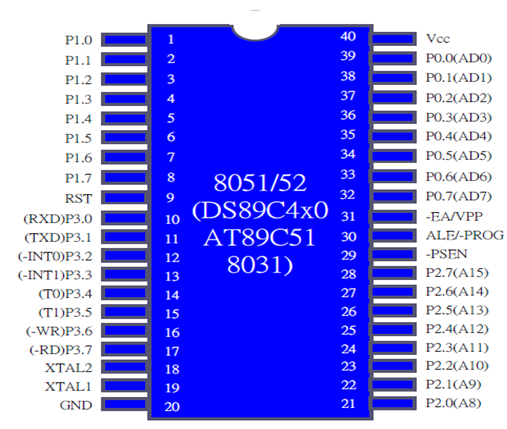 P1.0 1 40 Vcc
P1.1 2 39 P0.0(AD0)
P1.2 3 38 P0.1(AD1)
P1.3 4 37 P0.2(AD2)
P1.4 5 36 P0.3(AD3)
P1.5 6 35 P0.4(AD4)
P1.6 7 34 P0.5(AD5)
P1.7 8 33 P0.6(AD6)
RST 9 32 P0.7(AD7)
(RXD)P3.0 10 31 -EA/VPP
(TXD)P3.1 11 30 ALE/-PROG
(-INT0)P3.2 12 29 -PSEN
(-INT1)P3.3 13 28 P2.7(A15)
(T0)P3.4 14 27 P2.6(A14)
(T1)P3.5 15 26 P2.5(A13)
(-WR)P3.6 16 25 P2.4(A12)
(-RD)P3.7 17 24 P2.3(A11)
XTAL2 18 23 P2.2(A10)
XTAL1 19 22 P2.1(A9)
GND 20 21 P2.0(A8)
8051/52
(DS89C4x0
AT89C51
8031)